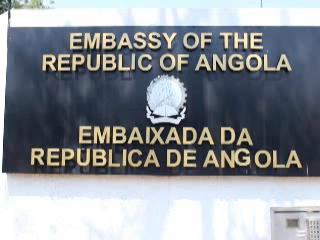 EMBASSY OF THE
REPUBLIC OF ANGOLA
EMBAIXADA DA
REPUBLICA DE ANGOLA